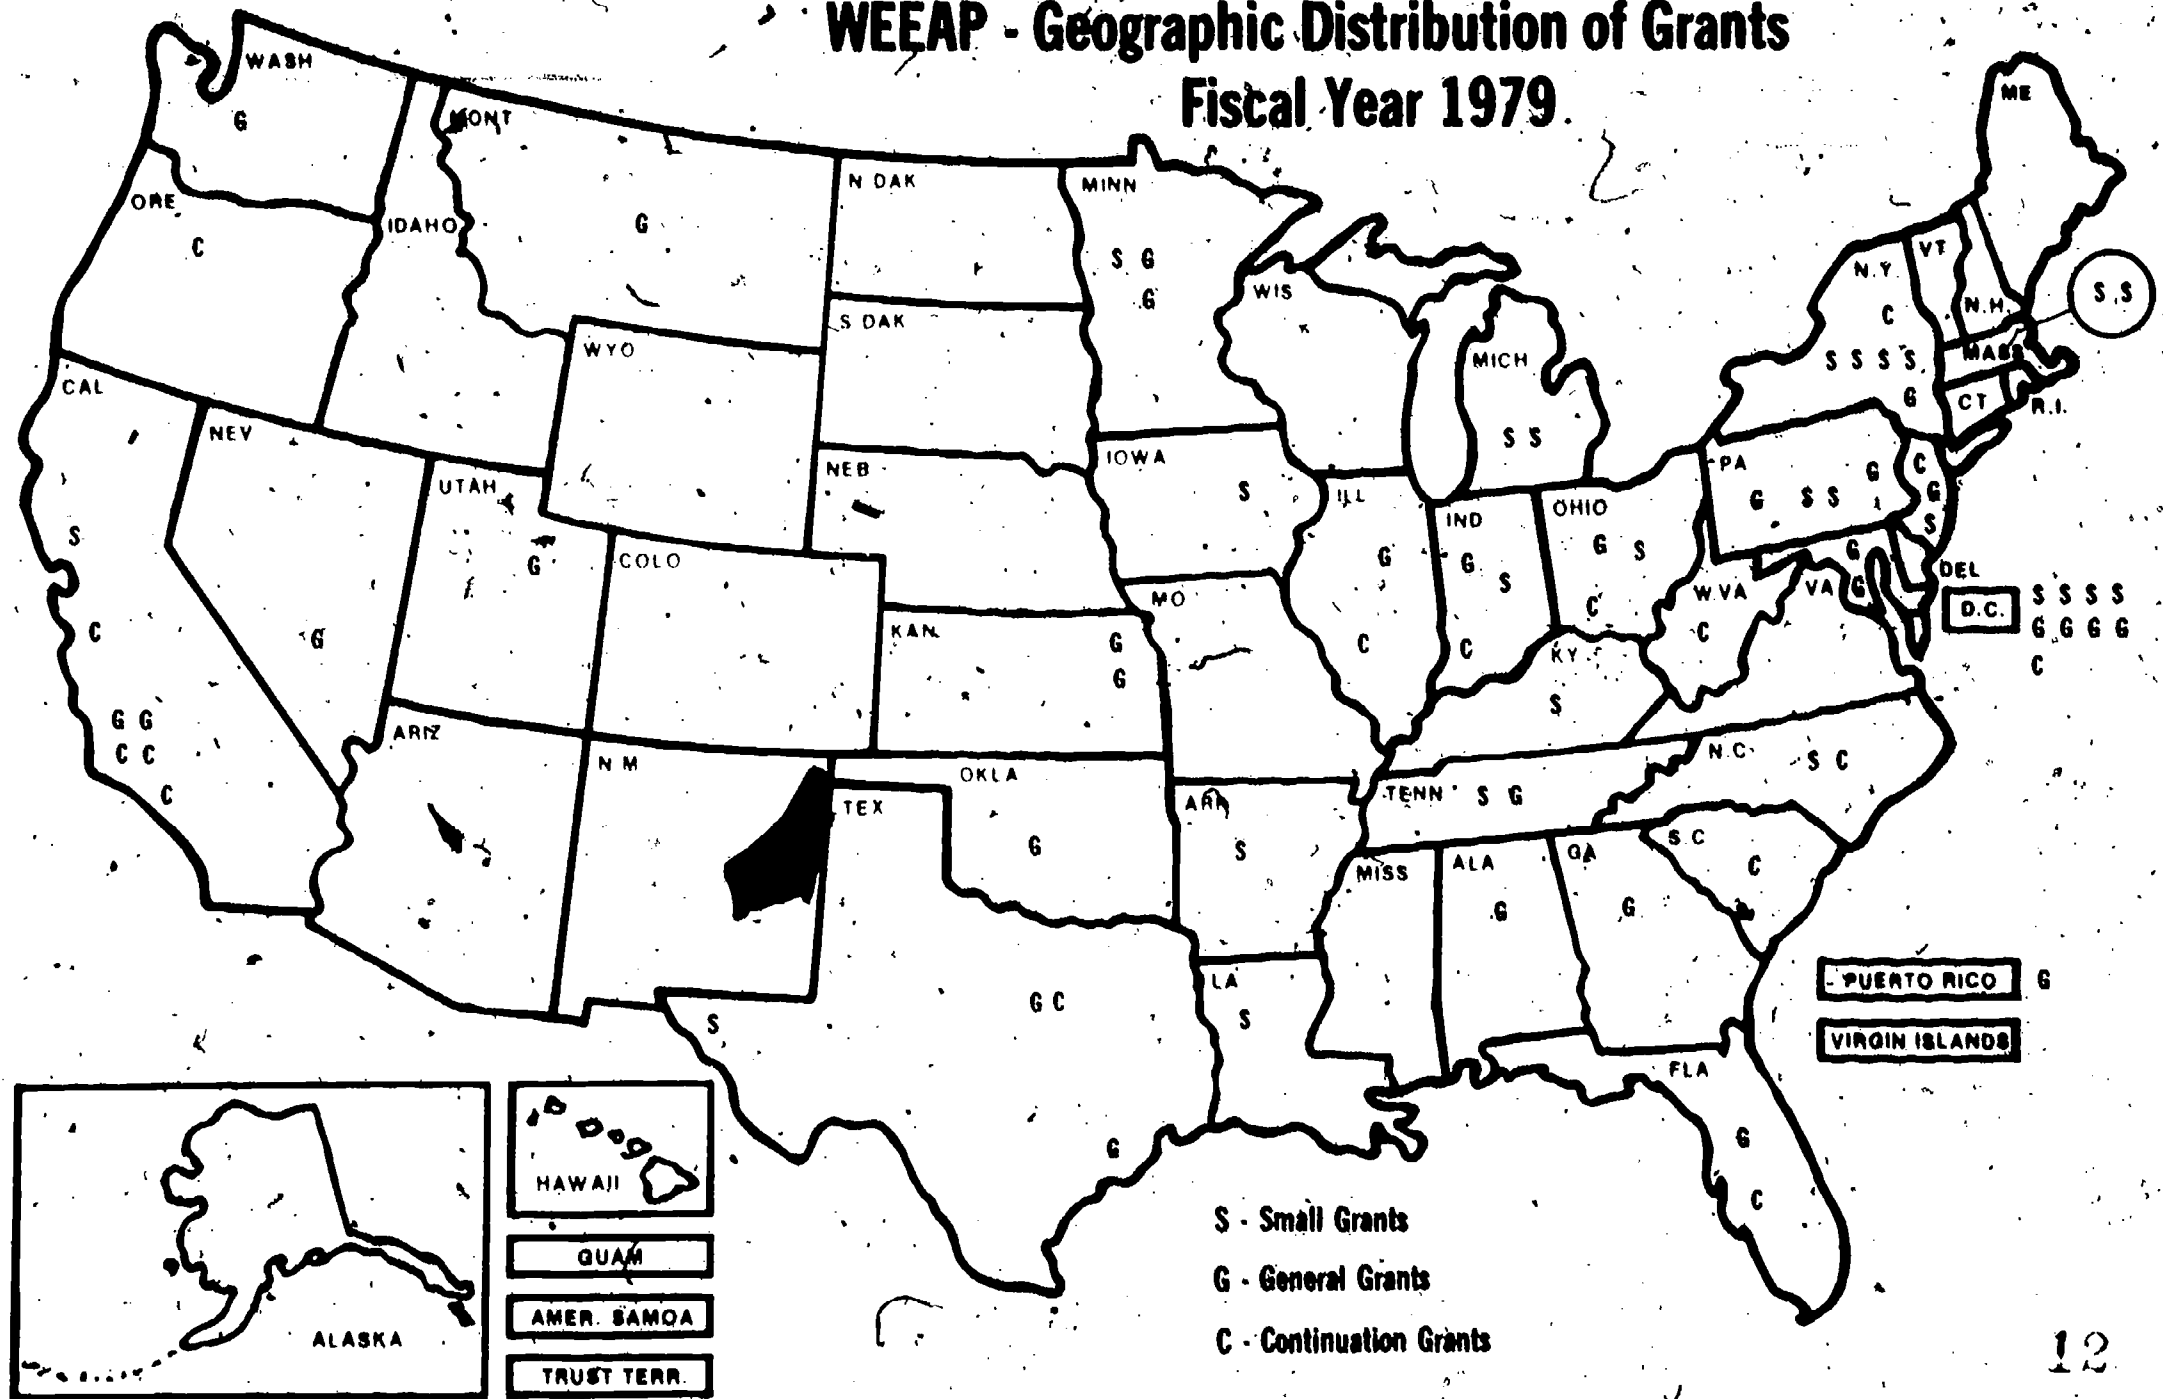 WEEAP - Geographic Distribution of Grants
Fiscal Year 1979
WASH
G
MONT
G
ORE
C
IDAHO
N DAK
MINN
S G
G
S DAK
WYO
WIS
MICH
S S
ME
VT
N.H.
S S
MASS
N.Y.
C
S S S S
G
CT
R.I.
CAL
S
C
G G
C C
C
NEV
G
UTAH
G
COLO
NEB
IOWA
S
ILL
G
C
IND
G
S
C
OHIO
G S
C
PA
G
G S S
C
G
S
DEL
G
G
D.C.
S S S S
G G G G
C
W.VA
C
VA
KY
S
KAN
G
G
MO
ARIZ
N M
OKLA
G
TEX
G C
S
G
ARK
S
TENN S G
N.C.
S C
S.C
C
MISS
ALA
G
GA
G
LA
S
FLA
G
C
PUERTO RICO G
VIRGIN ISLANDS
ALASKA
HAWAII
GUAM
AMER. SAMOA
TRUST TERR.
S - Small Grants
G - General Grants
C - Continuation Grants
12